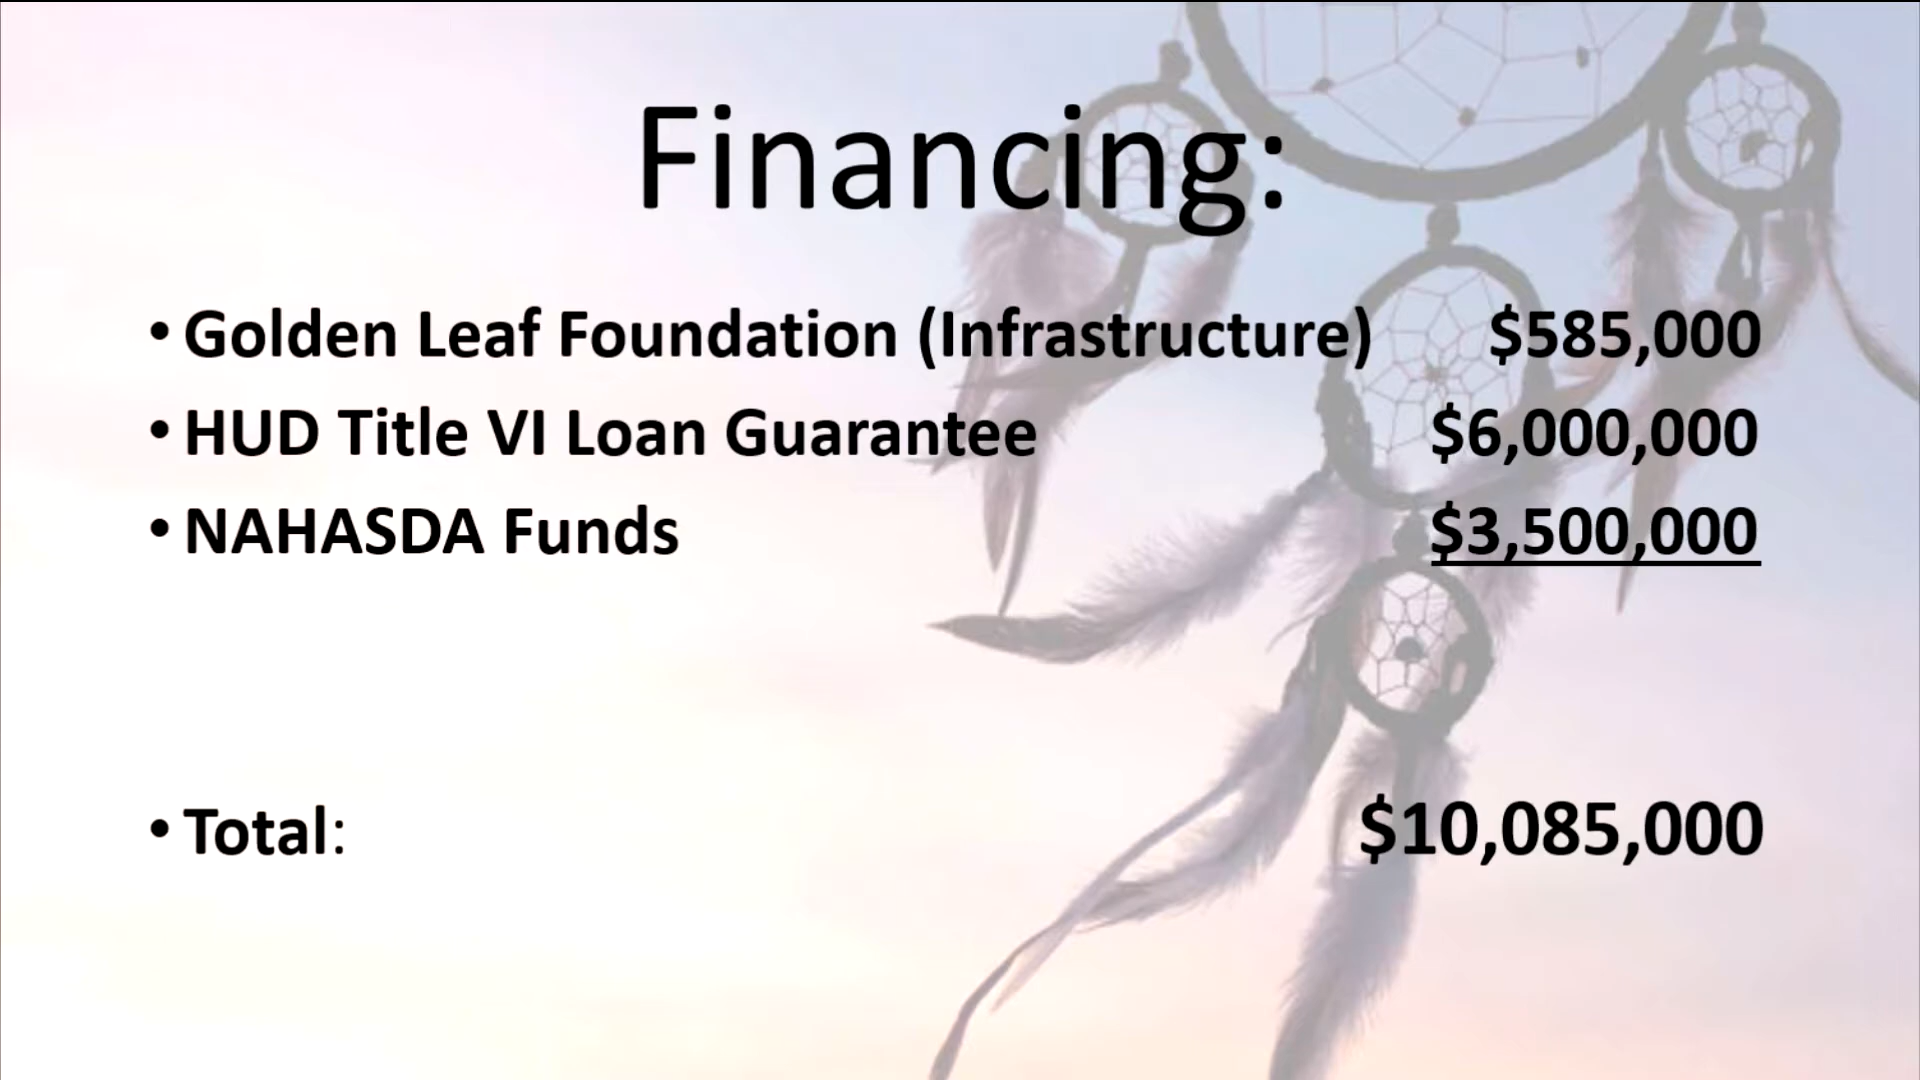 Financing:
• Golden Leaf Foundation (Infrastructure) $585,000
• HUD Title VI Loan Guarantee $6,000,000
• NAHASDA Funds $3,500,000
• Total: $10,085,000